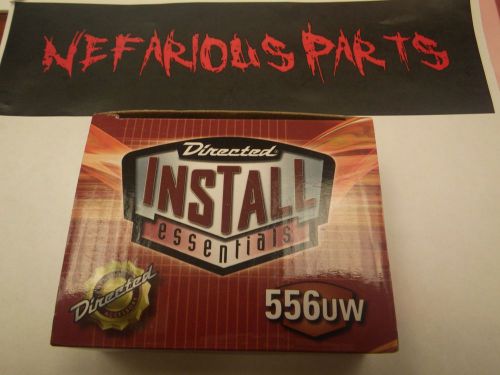 NEFARIOUS PARTS
Directed
INSTALL
essentials
Directed
556UW